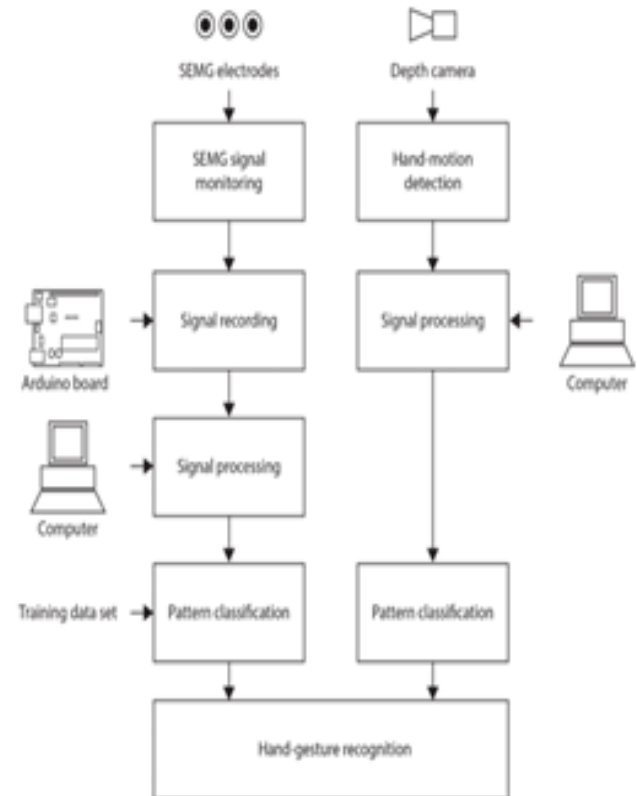 SEMG electrodes
Depth camera
SEMG signal
monitoring
Hand-motion
detection
Signal recording
Signal processing
Arduino board
Computer
Signal processing
Computer
Training data set
Pattern classification
Pattern classification
Hand-gesture recognition